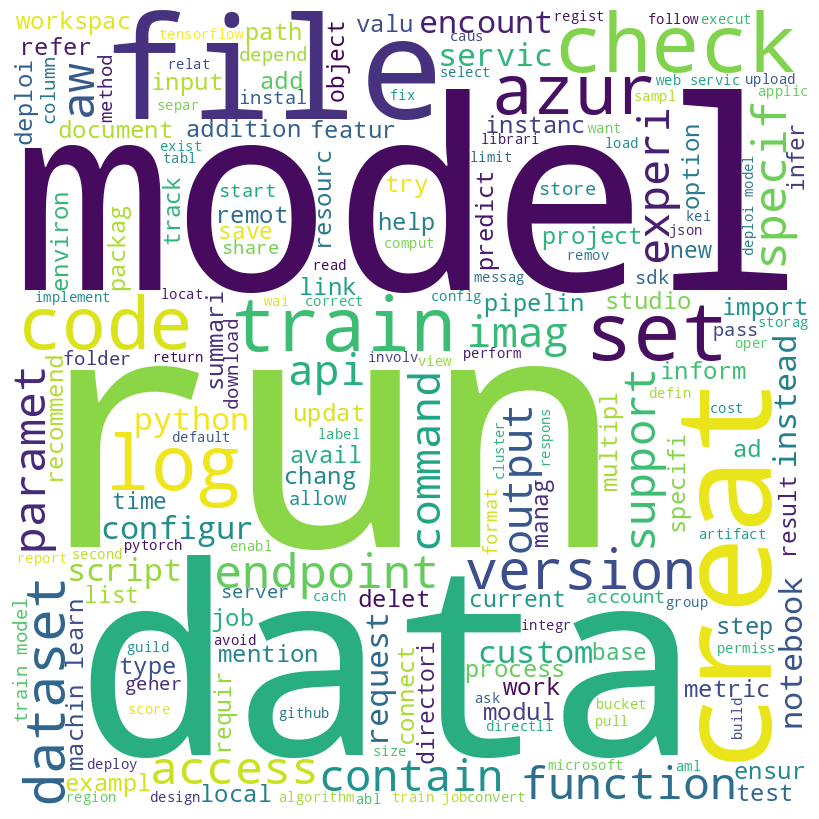 workspac
tensorflow
valu
encount
regist
follow
execut
refer
aw
file
caus
check
relat
path
servic
select
method
depend
object
web servic
upload
deploi
column
input
add
azur
applic
separ
instal
fix
sampl
specif
document
addition
featur
instanc
want
experi
option
infer
exist
librari
load
tabl
limit
model
environ
packag
track
start
try
predict
store
deploi model
remot
resourc
help
project
new
json
kei
save
share
comput
remov
read
messag
sdk
implement
locat
link
config
pipelin
studio
import
wai
correct
storag
code
train
imag
set
pass
oper
summari
folder
return
download
involv
view
perform
inform
instead
api
recommend
paramet
python
updat
command
output
support
defin
cost
default
run
log
label
avail
multipl
specifi
ad
chang
cluster
respons
creat
time
allow
manag
result
configur
format
artifact
report
second
pytorch
enabl
script
endpoint
version
notebook
dataset
list
server
cach
delet
current
account
group
job
avoid
integr
step
permiss
train model
machin learn
guild
mention
request
custom
base
type
data
process
gener
requir
connect
directori
ask
work
bucket
metric
score
github
modul
pull
build
directli
size
deploy
access
contain
microsoft
aml
ensur
exampl
function
test
region
design
local
algorithm
abl
train job
convert